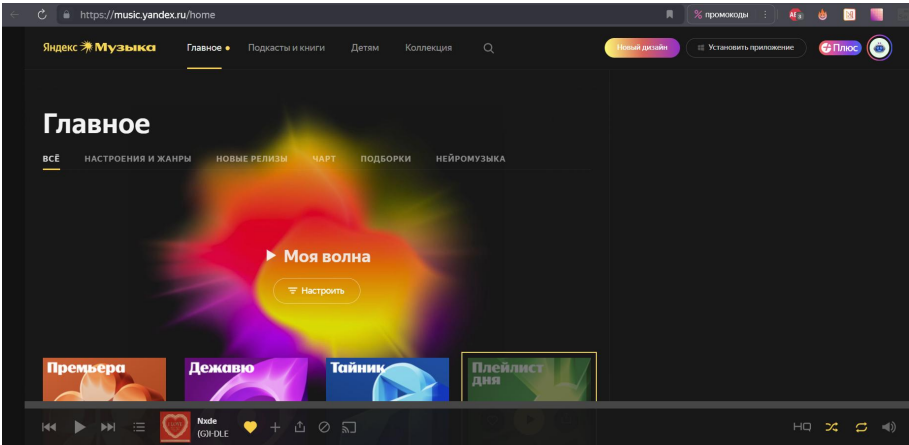 https://music.yandex.ru/home
% промокоды
Яндекс Музыка
Главное
Подкасты и книги
Детям
Коллекция
Новый дизайн
Установить приложение
Плюс
Главное
ВСЁ
НАСТРОЕНИЯ И ЖАНРЫ
НОВЫЕ РЕЛИЗЫ
ЧАРТ
ПОДБОРКИ
НЕЙРОМУЗЫКА
Моя волна
Настроить
Премьера
Дежавю
Тайник
Плейлист
дня
Nxde
(G)I-DLE
HQ